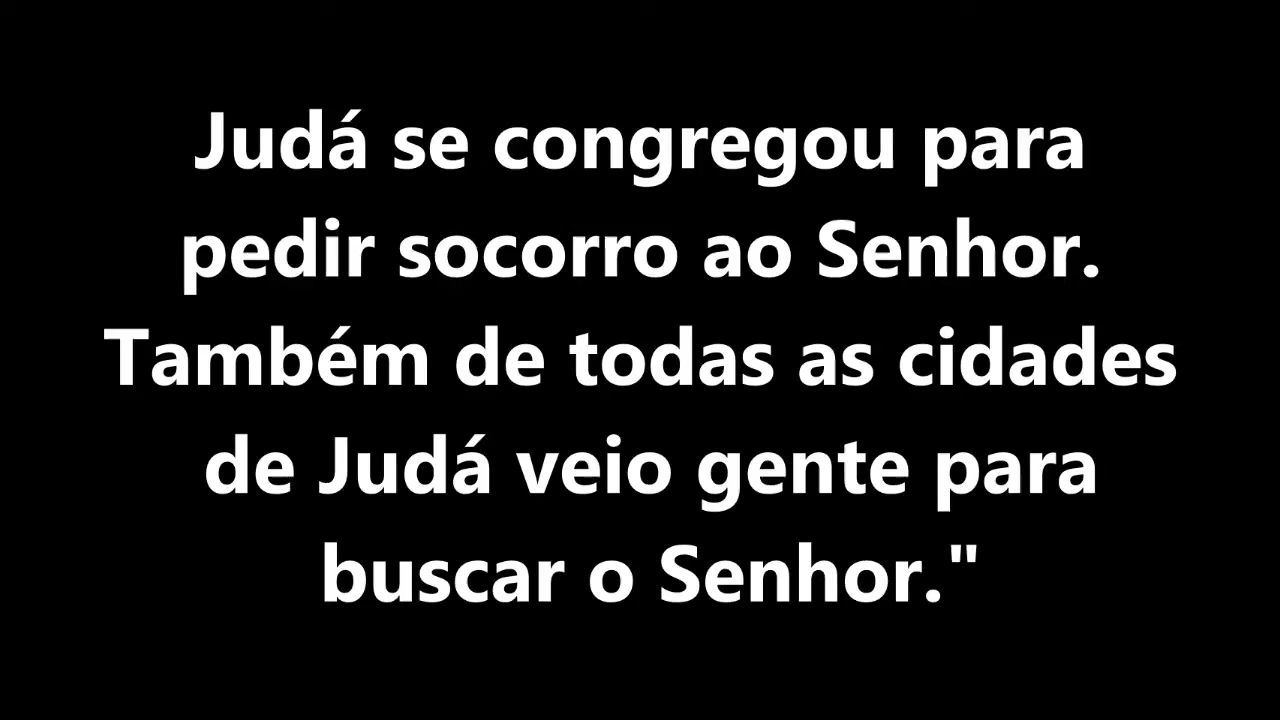 Judá se congregou para
pedir socorro ao Senhor.
Também de todas as cidades
de Judá veio gente para
buscar o Senhor."